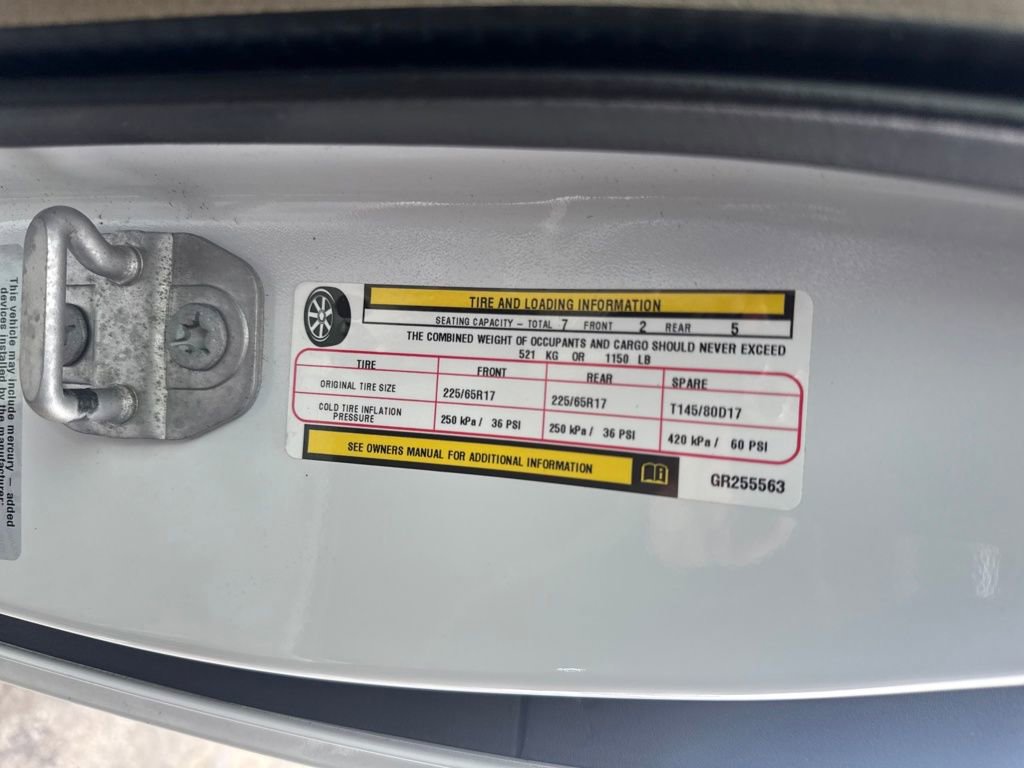 This vehicle may include mercury – added
devices installed by the manufacturer:
TIRE AND LOADING INFORMATION
SEATING CAPACITY – TOTAL 7 FRONT 2 REAR 5
THE COMBINED WEIGHT OF OCCUPANTS AND CARGO SHOULD NEVER EXCEED
521 KG OR 1150 LB
TIRE FRONT REAR SPARE
ORIGINAL TIRE SIZE 225/65R17 225/65R17 T145/80D17
COLD TIRE INFLATION
PRESSURE 250 kPa / 36 PSI 250 kPa / 36 PSI 420 kPa / 60 PSI
SEE OWNERS MANUAL FOR ADDITIONAL INFORMATION
GR255563